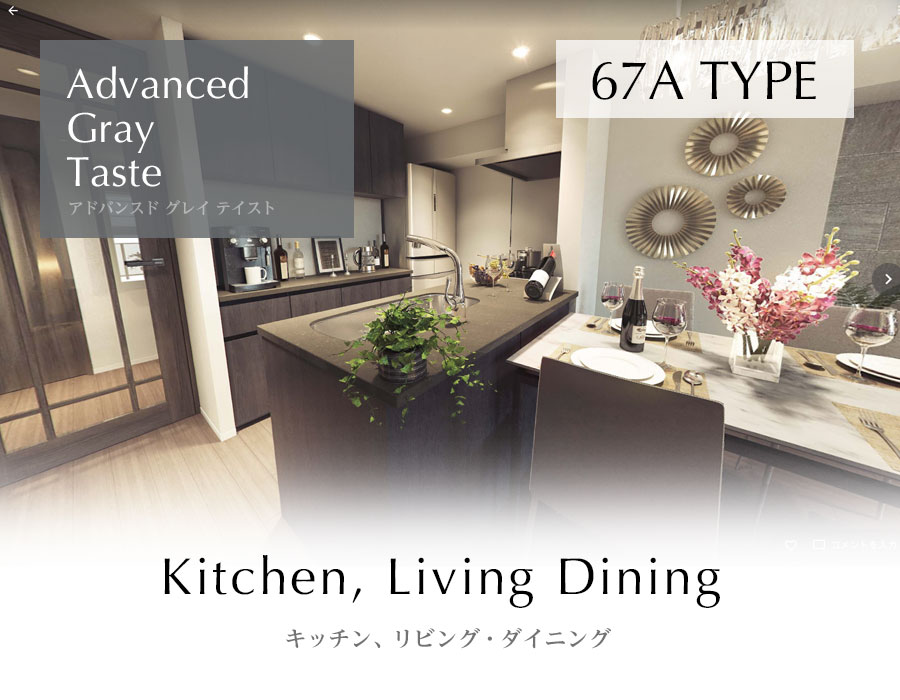 Advanced
Gray
Taste
アドバンスド グレイ テイスト
67A TYPE
コメントを入力
Kitchen, Living Dining
キッチン、リビング・ダイニング